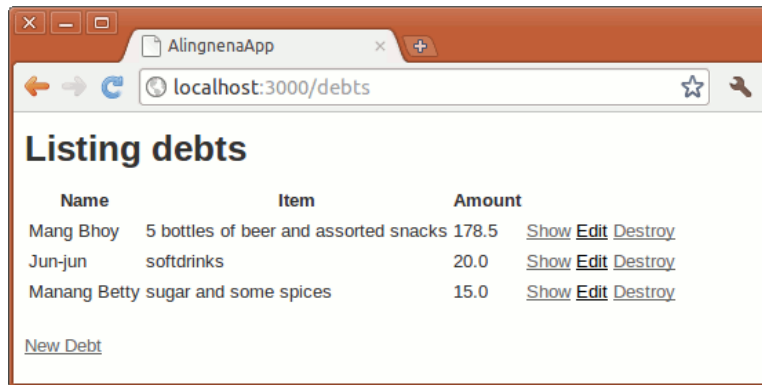 AlingnenaApp
localhost:3000/debts
Listing debts
Name Item Amount
Mang Bhoy 5 bottles of beer and assorted snacks 178.5 Show Edit Destroy
Jun-jun softdrinks 20.0 Show Edit Destroy
Manang Betty sugar and some spices 15.0 Show Edit Destroy
New Debt